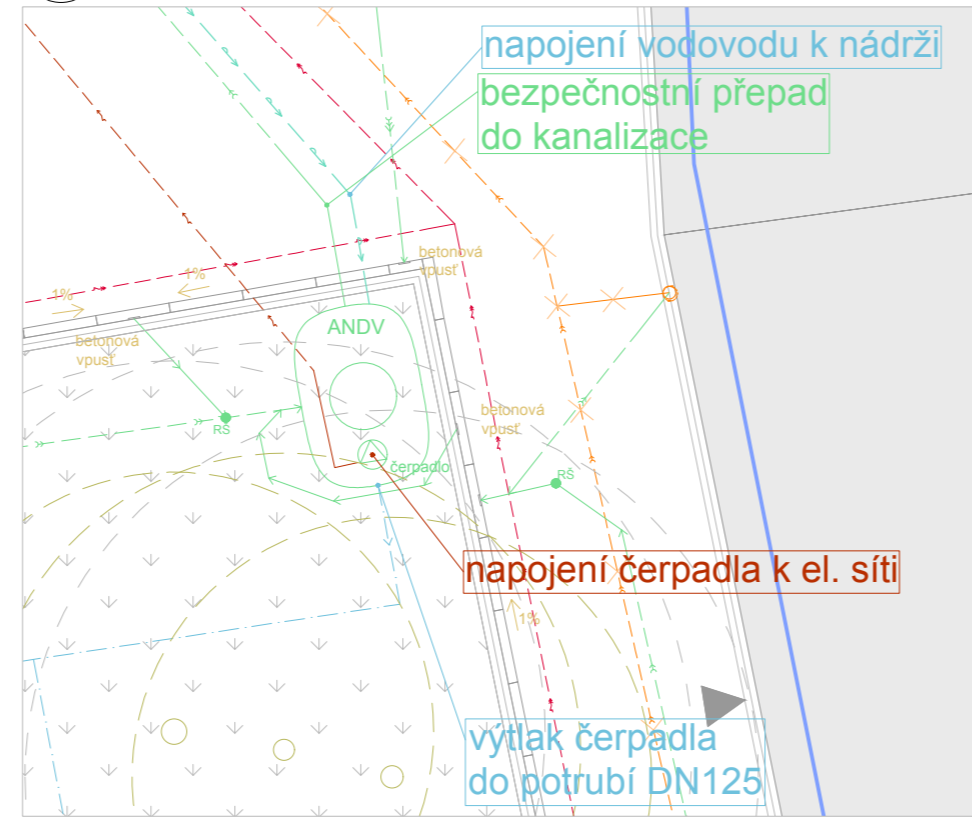 napojení vodovodu k nádrži
bezpečnostní přepad
do kanalizace
betonová
vpusť
1%
1%
ANDV
betonová
vpusť
betonová
vpusť
RŠ
čerpadlo
RŠ
napojení čerpadla k el. síti
1%
výtlak čerpadla
do potrubí DN125